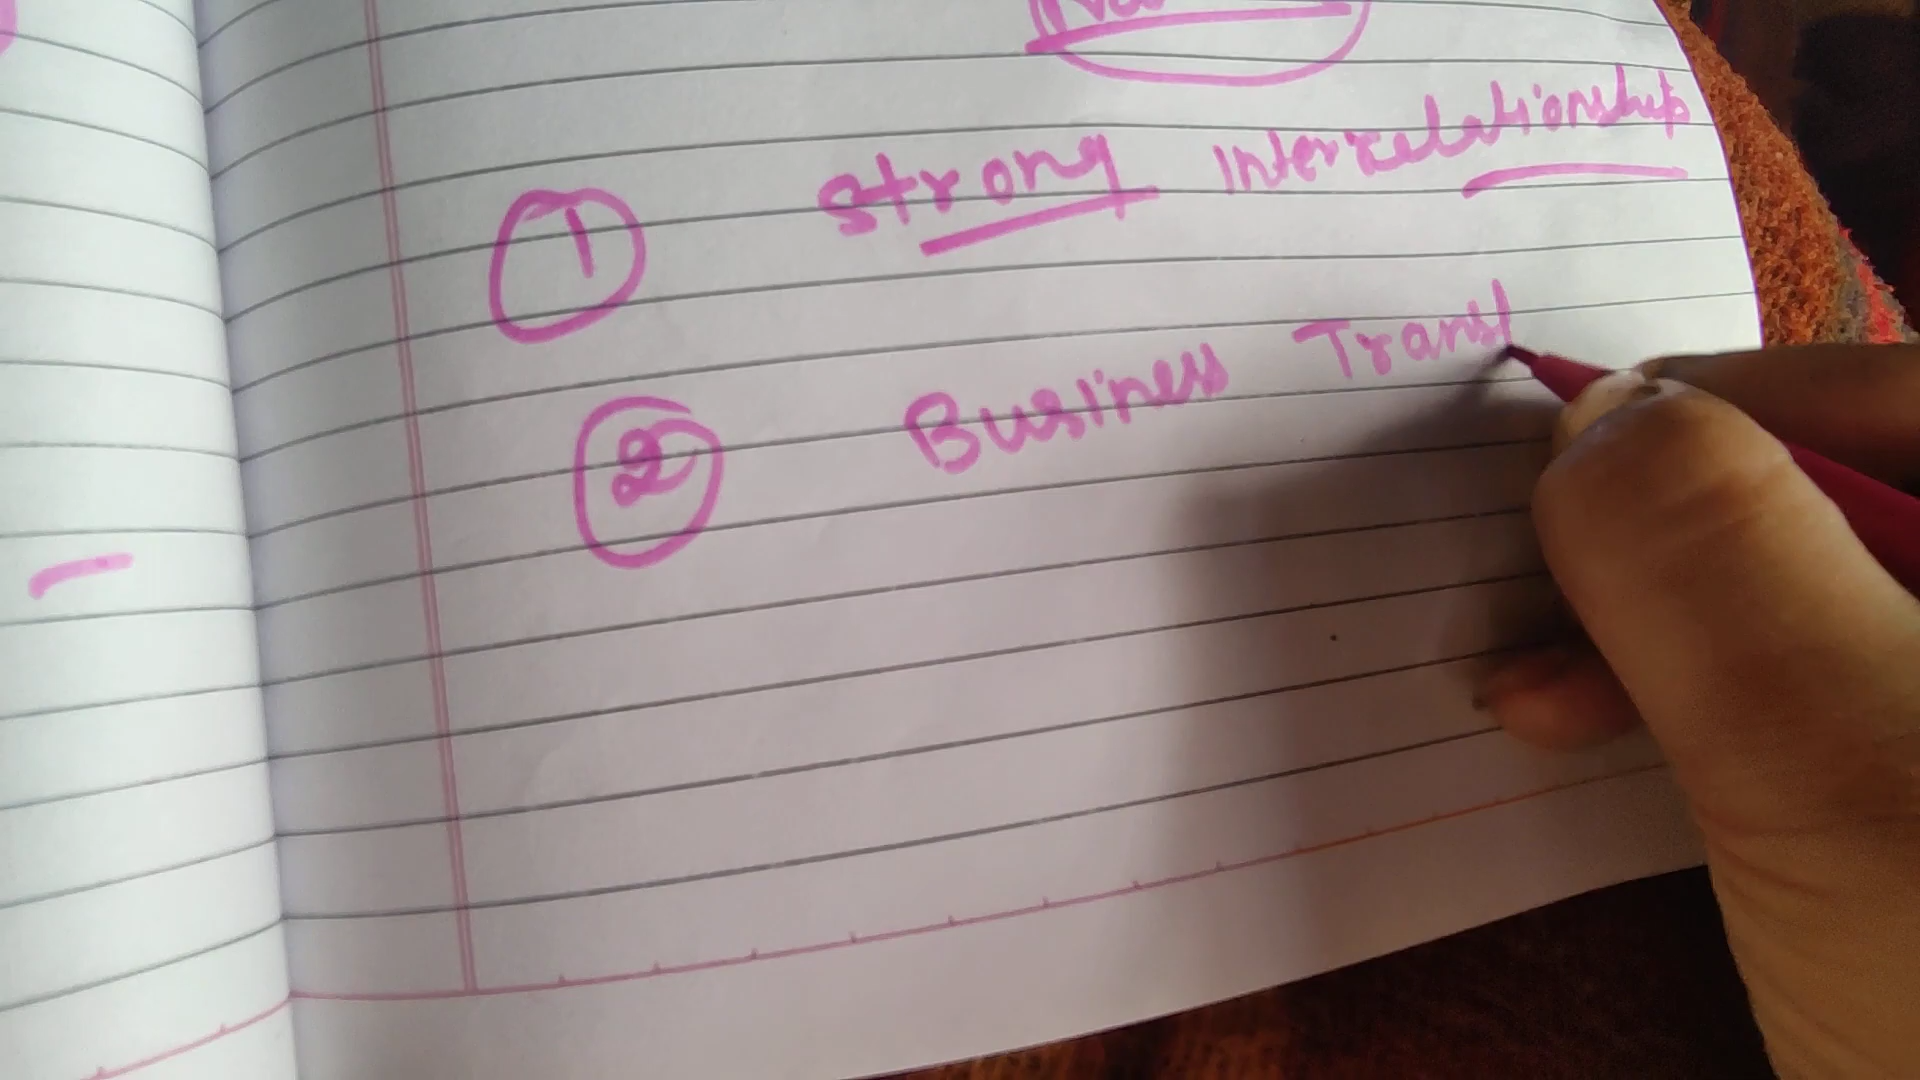 ① Strong Interrelationship
② Business Trans